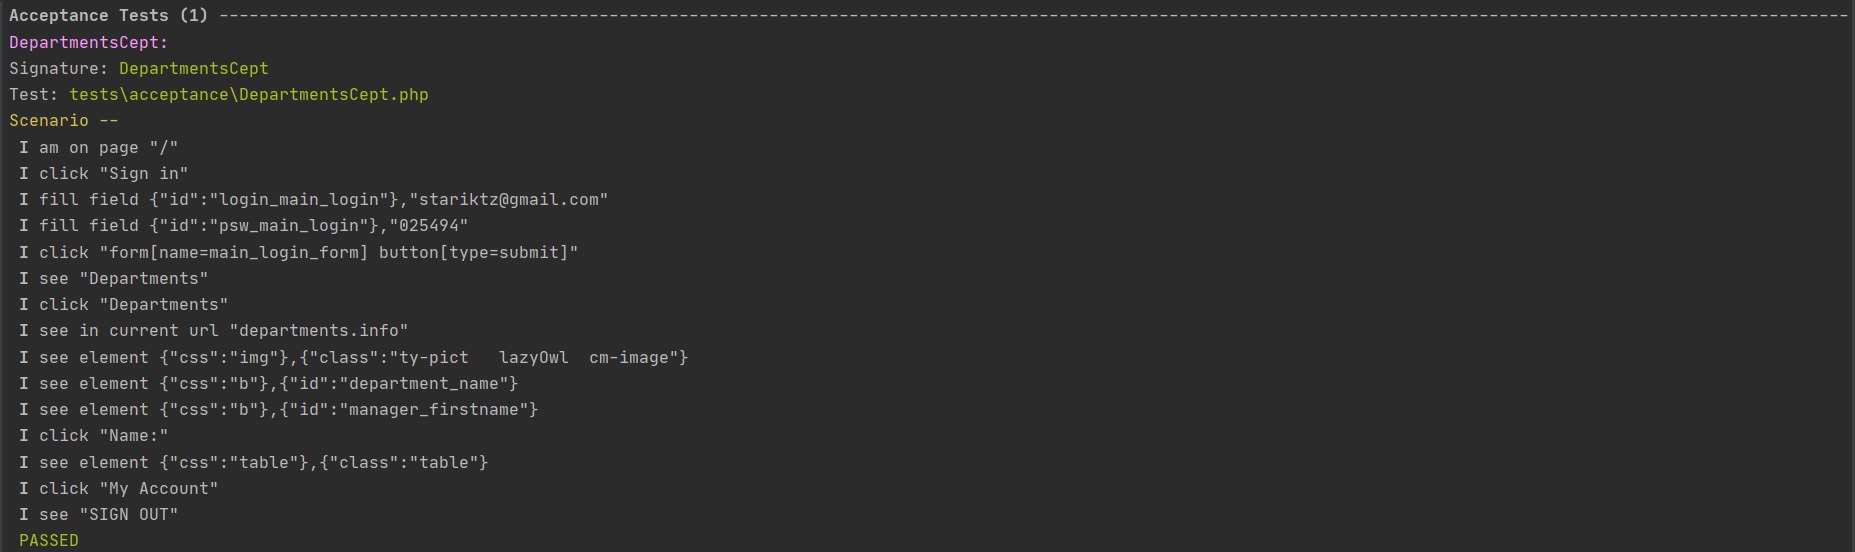 Acceptance Tests (1) -------------------------------------------------------------------------------------------------------------------------------------------------------------------
DepartmentsCept:
Signature: DepartmentsCept
Test: tests\acceptance\DepartmentsCept.php
Scenario --
I am on page "/"
I click "Sign in"
I fill field {"id":"login_main_login"},"stariktz@gmail.com"
I fill field {"id":"psw_main_login"},"025494"
I click "form[name=main_login_form] button[type=submit]"
I see "Departments"
I click "Departments"
I see in current url "departments.info"
I see element {"css":"img"},{"class":"ty-pict   lazyOwl  cm-image"}
I see element {"css":"b"},{"id":"department_name"}
I see element {"css":"b"},{"id":"manager_firstname"}
I click "Name:"
I see element {"css":"table"},{"class":"table"}
I click "My Account"
I see "SIGN OUT"
PASSED